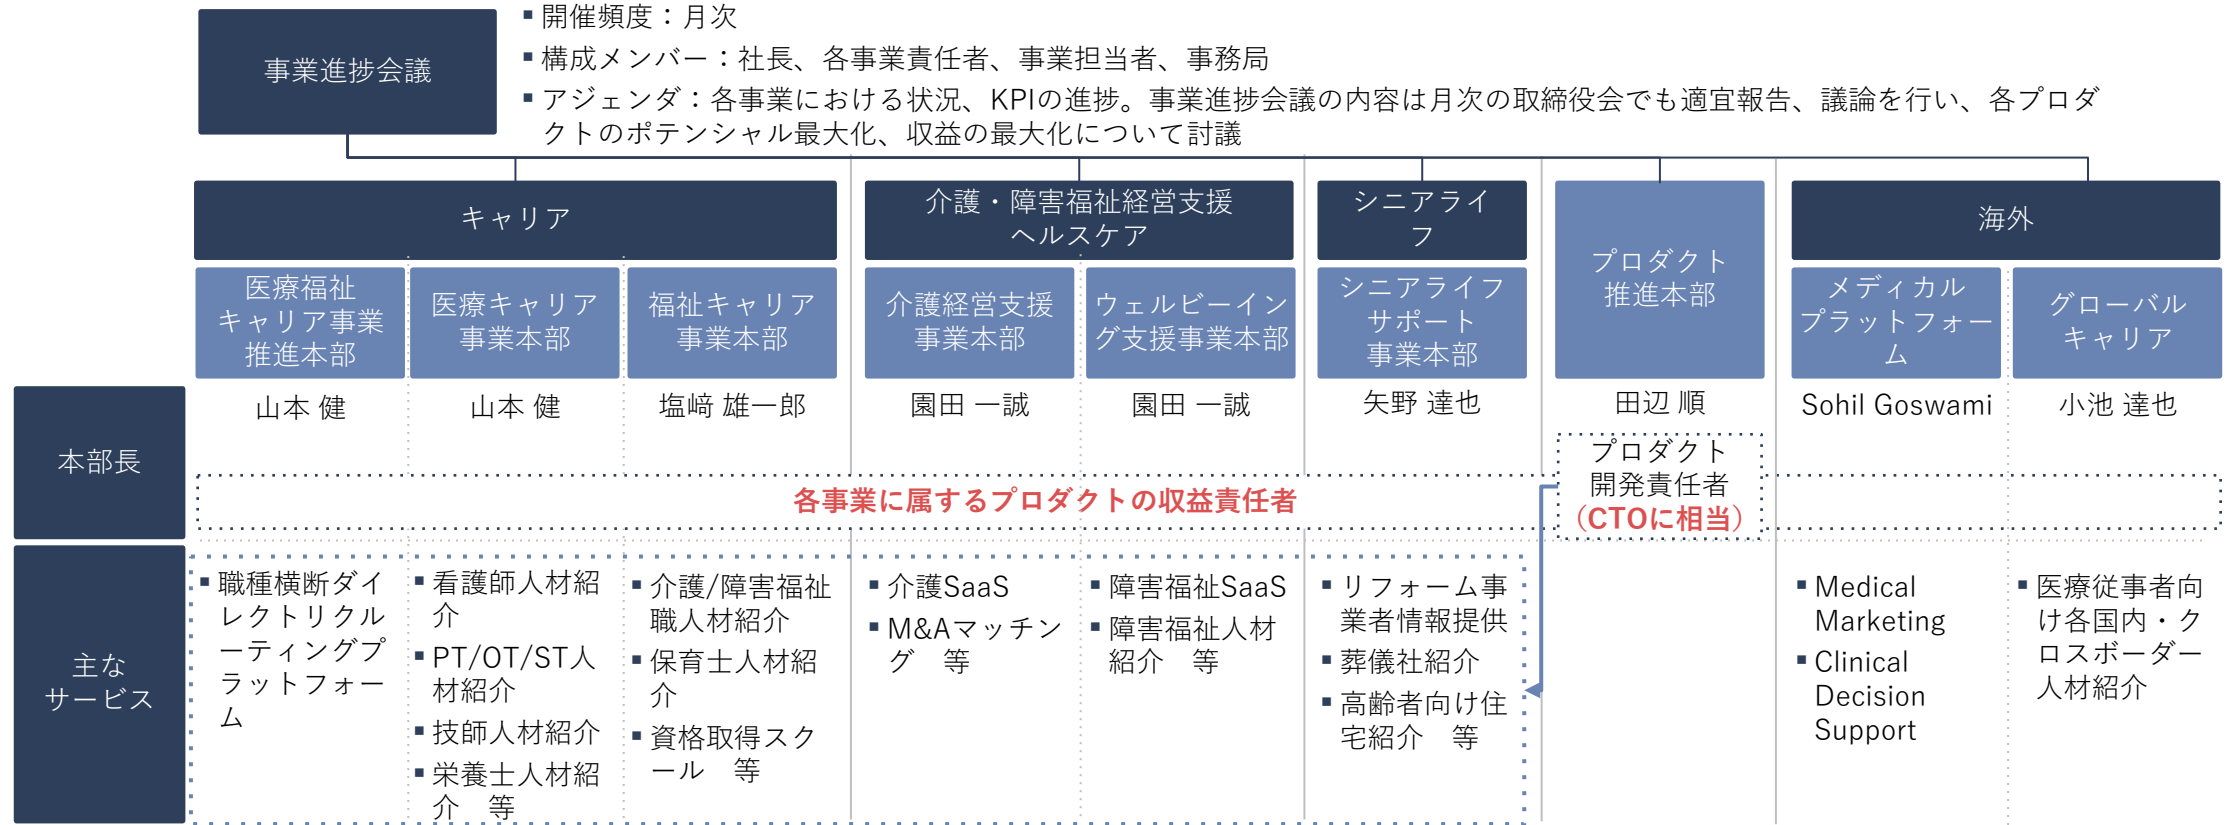 事業進捗会議
▪ 開催頻度：月次
▪ 構成メンバー：社長、各事業責任者、事業担当者、事務局
▪ アジェンダ：各事業における状況、KPIの進捗。事業進捗会議の内容は月次の取締役会でも適宜報告、議論を行い、各プロダ
クトのポテンシャル最大化、収益の最大化について討議
キャリア
介護・障害福祉経営支援
ヘルスケア
シニアライ
フ
プロダクト
推進本部
海外
医療福祉
キャリア事業
推進本部
医療キャリア
事業本部
福祉キャリア
事業本部
介護経営支援
事業本部
ウェルビーイン
グ支援事業本部
シニアライフ
サポート
事業本部
メディカル
プラットフォー
ム
グローバル
キャリア
本部長
山本 健
山本 健
塩﨑 雄一郎
園田 一誠
園田 一誠
矢野 達也
田辺 順
Sohil Goswami
小池 達也
各事業に属するプロダクトの収益責任者
プロダクト
開発責任者
（CTOに相当）
主な
サービス
▪ 職種横断ダイ
レクトリクル
ーティングプ
ラットフォー
ム
▪ 看護師人材紹
介
▪ PT/OT/ST人
材紹介
▪ 技師人材紹介
▪ 栄養士人材紹
介　等
▪ 介護/障害福祉
職人材紹介
▪ 保育士人材紹
介
▪ 資格取得スク
ール　等
▪ 介護SaaS
▪ M&Aマッチン
グ　等
▪ 障害福祉SaaS
▪ 障害福祉人材
紹介　等
▪ リフォーム事
業者情報提供
▪ 葬儀社紹介
▪ 高齢者向け住
宅紹介　等
▪ Medical
Marketing
▪ Clinical
Decision
Support
▪ 医療従事者向
け各国内・ク
ロスボーダー
人材紹介